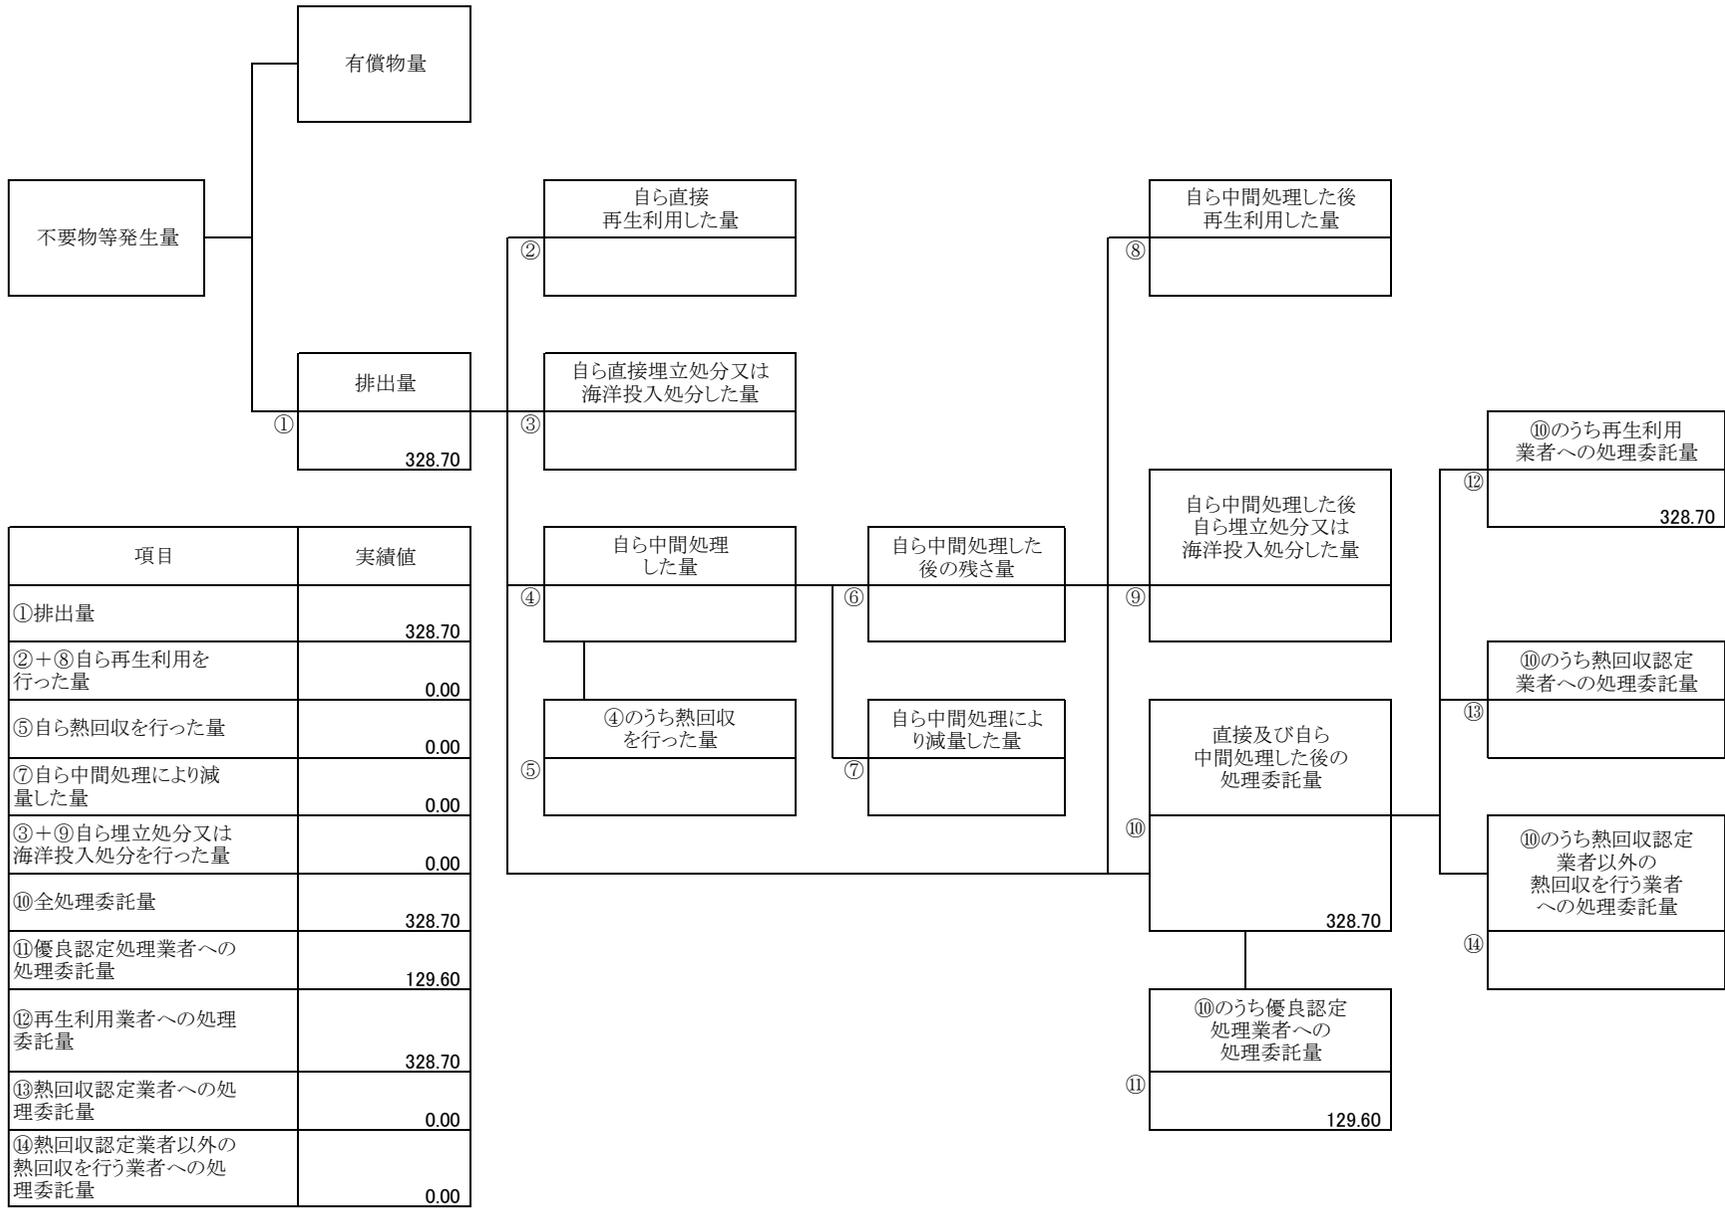 有償物量
不要物等発生量
自ら直接
再生利用した量
②
自ら中間処理した後
再生利用した量
⑧
排出量
①
328.70
自ら直接埋立処分又は
海洋投入処分した量
③
⑩のうち再生利用
業者への処理委託量
⑫
328.70
自ら中間処理
した量
④
自ら中間処理した
後の残さ量
⑥
自ら中間処理した後
自ら埋立処分又は
海洋投入処分した量
⑨
⑩のうち熱回収認定
業者への処理委託量
⑬
④のうち熱回収
を行った量
⑤
自ら中間処理によ
り減量した量
⑦
直接及び自ら
中間処理した後の
処理委託量
⑩
328.70
⑩のうち熱回収認定
業者以外の
熱回収を行う業者
への処理委託量
⑭
⑩のうち優良認定
処理業者への
処理委託量
⑪
129.60
項目
実績値
①排出量
328.70
②+⑧自ら再生利用を
行った量
0.00
⑤自ら熱回収を行った量
0.00
⑦自ら中間処理により減
量した量
0.00
③+⑨自ら埋立処分又は
海洋投入処分を行った量
0.00
⑩全処理委託量
328.70
⑪優良認定処理業者への
処理委託量
129.60
⑫再生利用業者への処理
委託量
328.70
⑬熱回収認定業者への処
理委託量
0.00
⑭熱回収認定業者以外の
熱回収を行う業者への処
理委託量
0.00